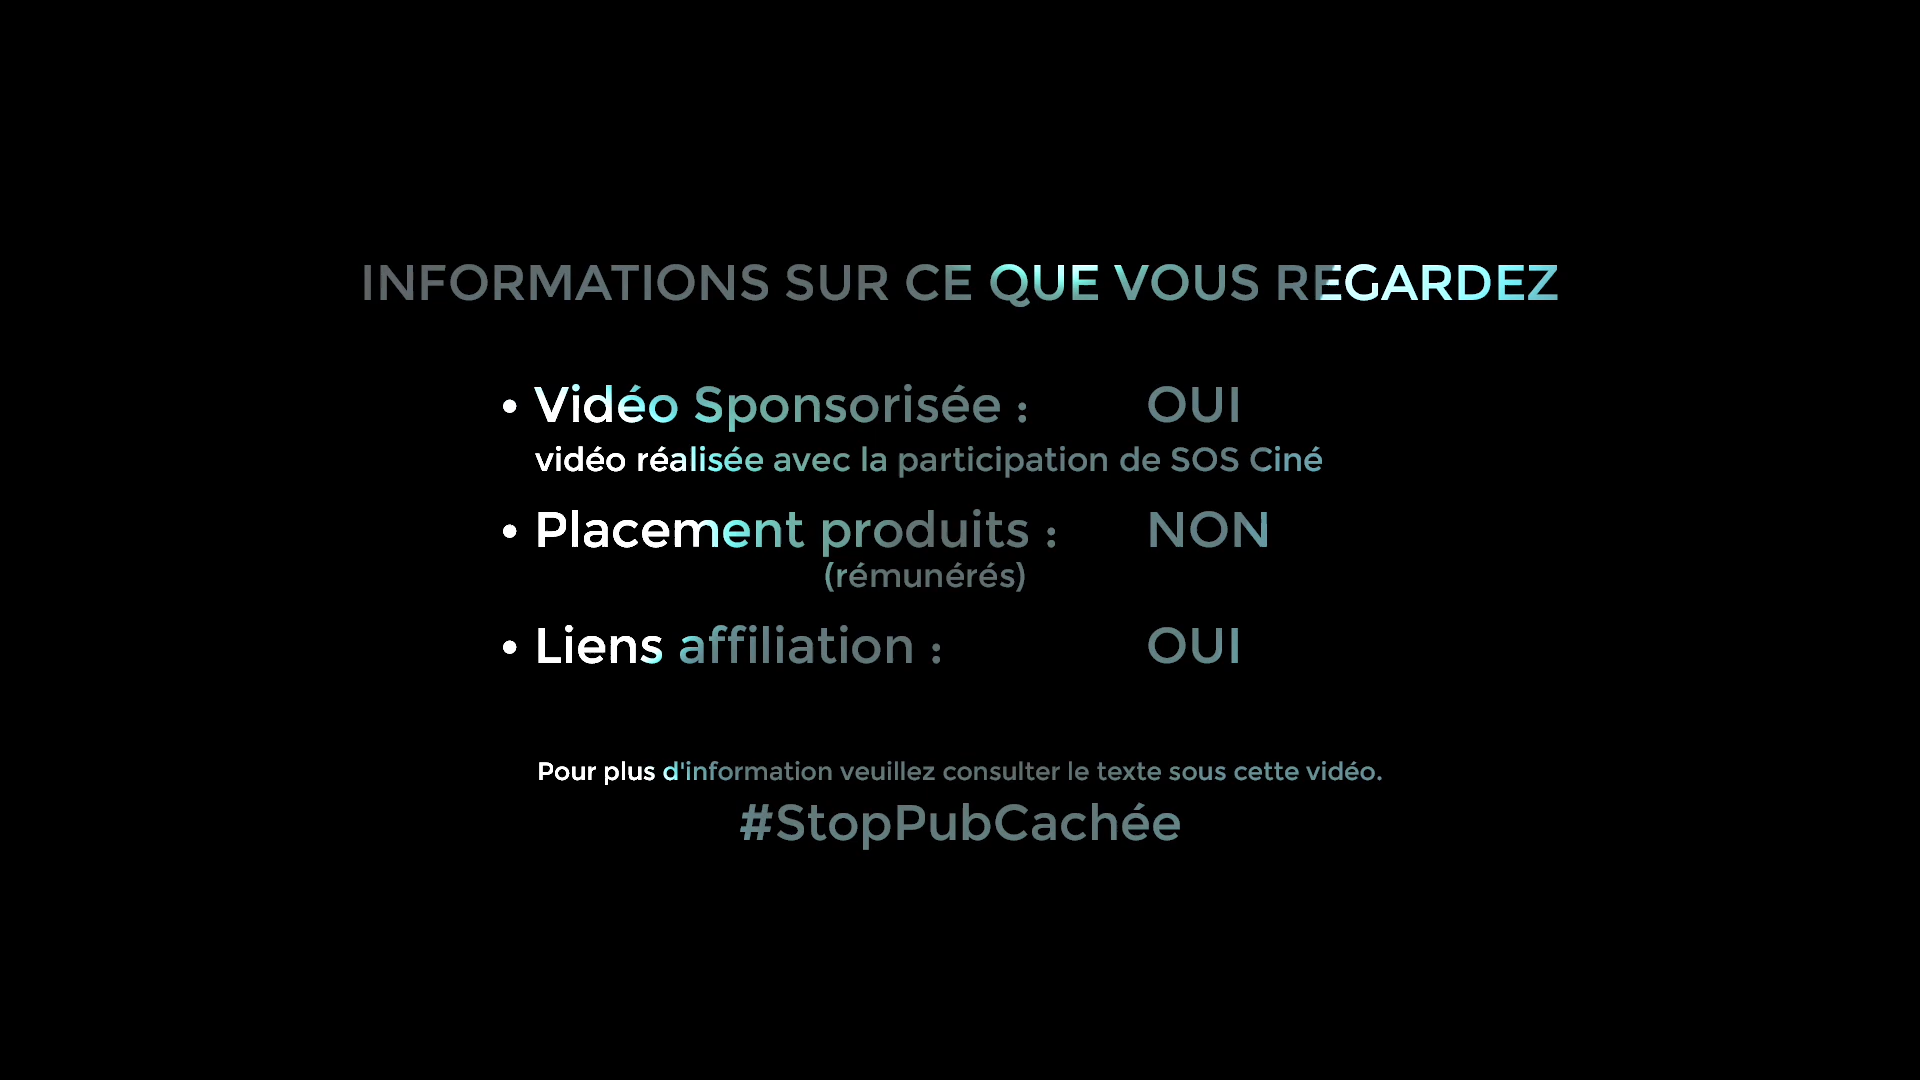 INFORMATIONS SUR CE QUE VOUS REGARDEZ
• Vidéo Sponsorisée : OUI
vidéo réalisée avec la participation de SOS Ciné
• Placement produits : NON
(rémunérés)
• Liens affiliation : OUI
Pour plus d'information veuillez consulter le texte sous cette vidéo.
#StopPubCachée